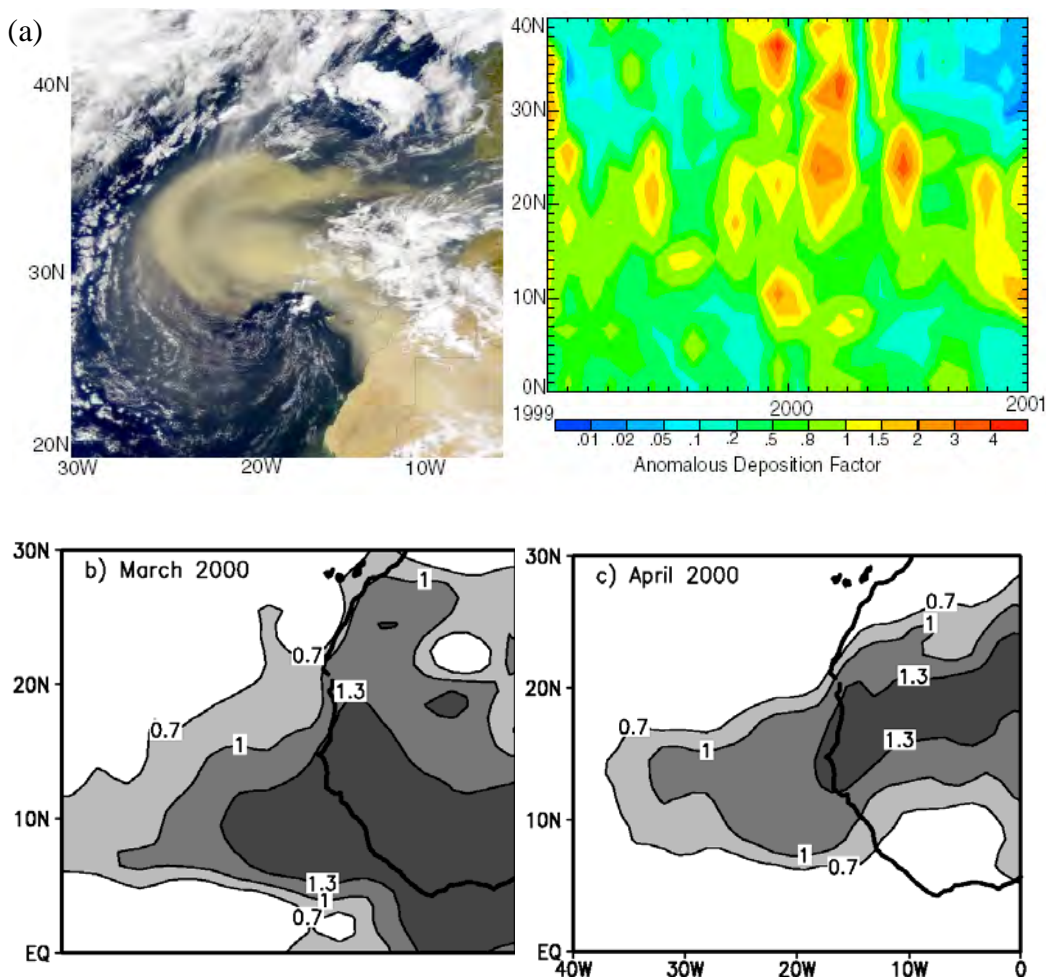 (a)
40N
30N
20N
30W 20W 10W
40N
30N
20N
10N
0N
1999 2000 2001
.01 .02 .05 .1 .2 .5 .8 1 1.5 2 3 4
Anomalous Deposition Factor
b) March 2000
30N
20N
10N
EQ
1
0.7
1.3
0.7
1
1.3
1
0.7
c) April 2000
30N
20N
10N
EQ
40W 30W 20W 10W 0
0.7
1
1.3
0.7
1
1.3
1
0.7